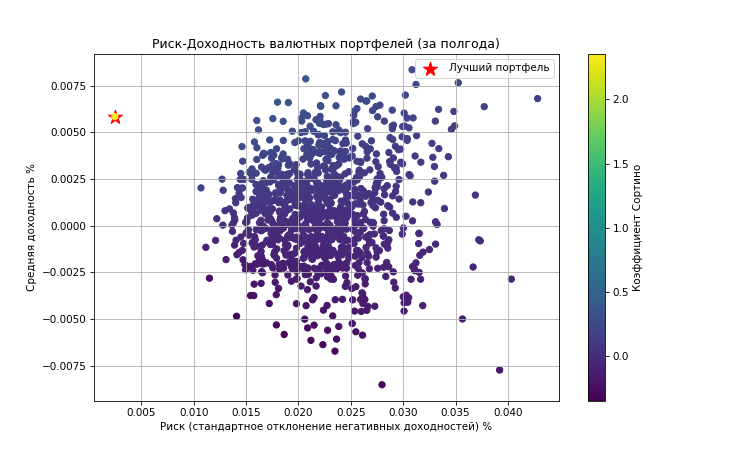 Риск-Доходность валютных портфелей (за полгода)
Лучший портфель
0.0075
0.0050
0.0025
0.0000
−0.0025
−0.0050
−0.0075
Средняя доходность %
0.005 0.010 0.015 0.020 0.025 0.030 0.035 0.040
Риск (стандартное отклонение негативных доходностей) %
2.0
1.5
1.0
0.5
0.0
Коэффициент Сортино